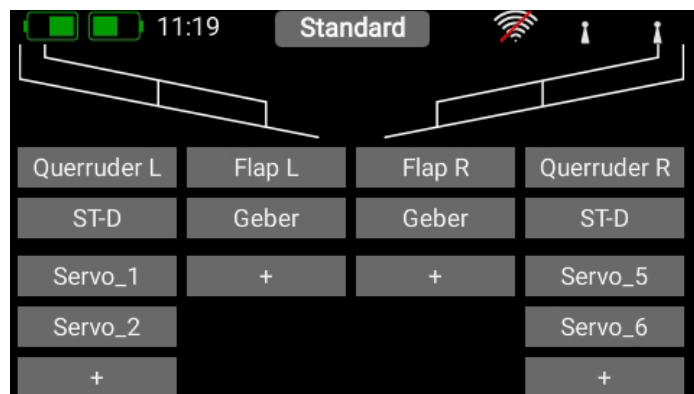 11:19 Standard
Querruder L Flap L Flap R Querruder R
ST-D Geber Geber ST-D
Servo_1 + + Servo_5
Servo_2 Servo_6
+ +